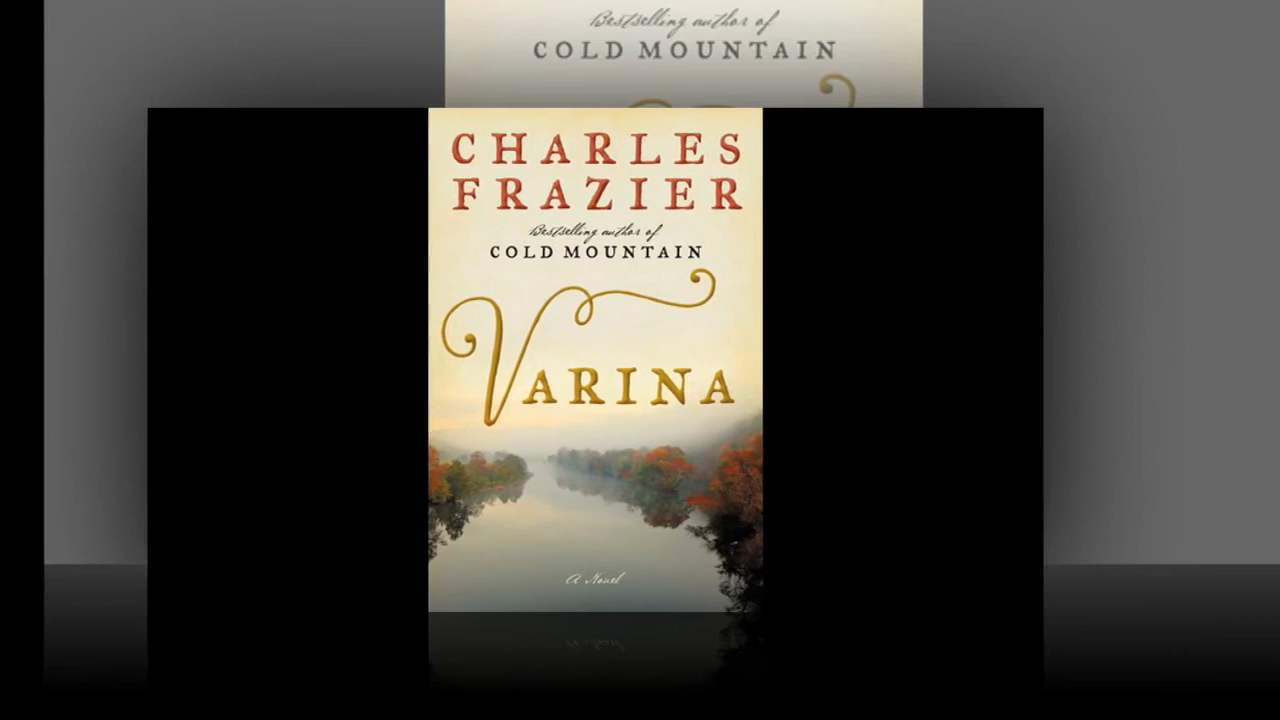 Bestselling author of
COLD MOUNTAIN
CHARLES
FRAZIER
Bestselling author of
COLD MOUNTAIN
VARINA
A Novel